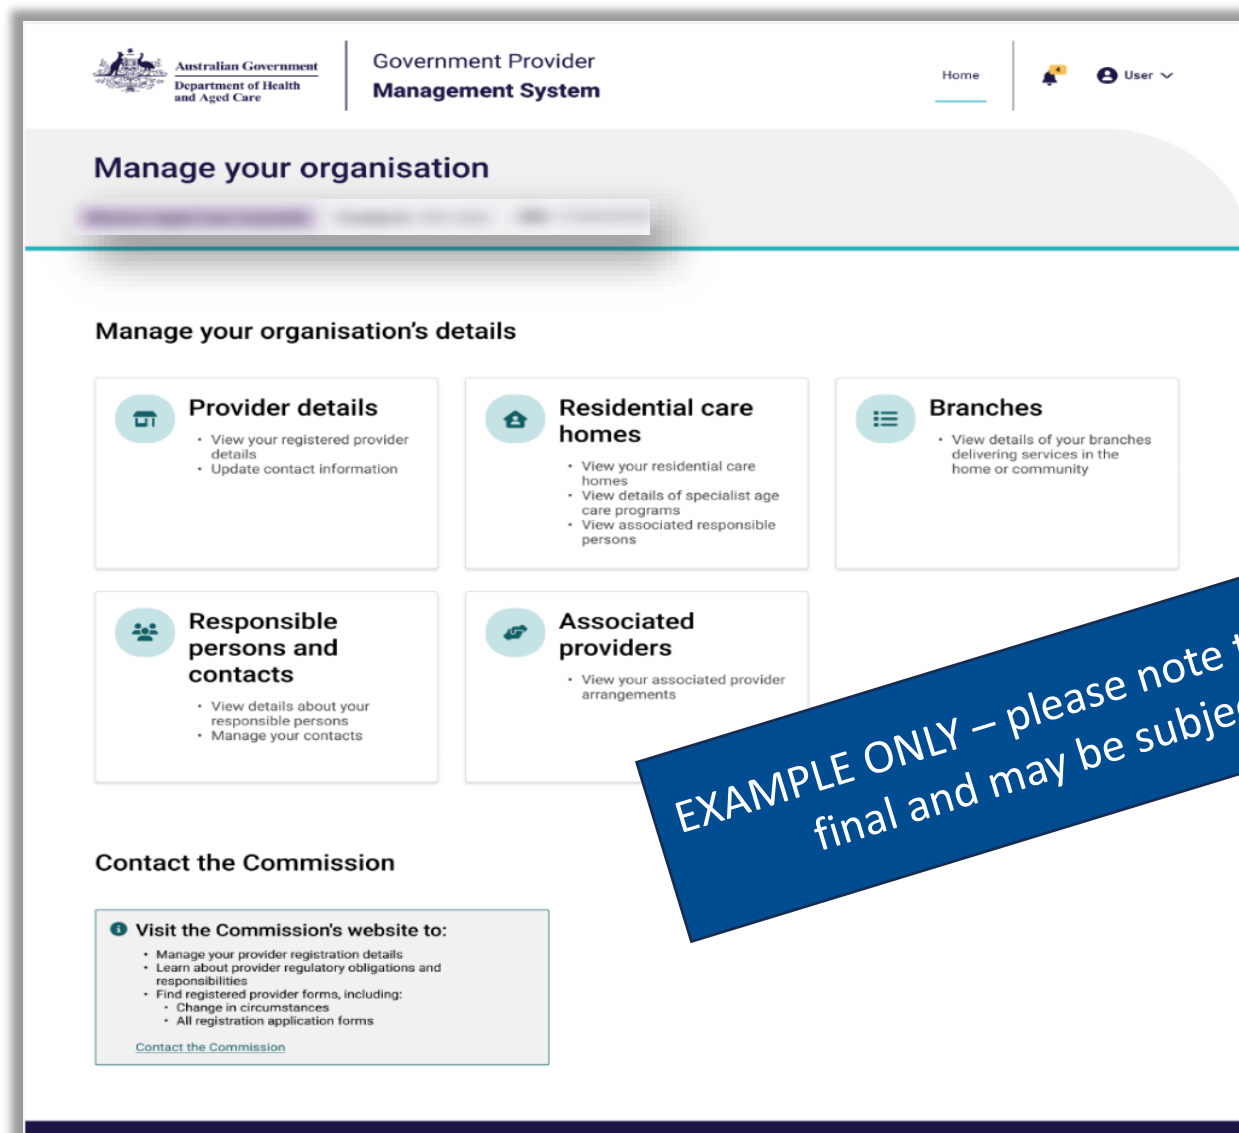 Australian Government
Department of Health
and Aged Care
Government Provider
Management System
Home
4
User
Manage your organisation
Manage your organisation's details
Provider details
• View your registered provider
details
• Update contact information
Residential care
homes
• View your residential care
homes
• View details of specialist age
care programs
• View associated responsible
persons
Branches
• View details of your branches
delivering services in the
home or community
Responsible
persons and
contacts
• View details about your
responsible persons
• Manage your contacts
Associated
providers
• View your associated provider
arrangements
EXAMPLE ONLY – please note
final and may be
Contact the Commission
Visit the Commission's website to:
• Manage your provider registration details
• Learn about provider regulatory obligations and
responsibilities
• Find registered provider forms, including:
• Change in circumstances
• All registration application forms
Contact the Commission